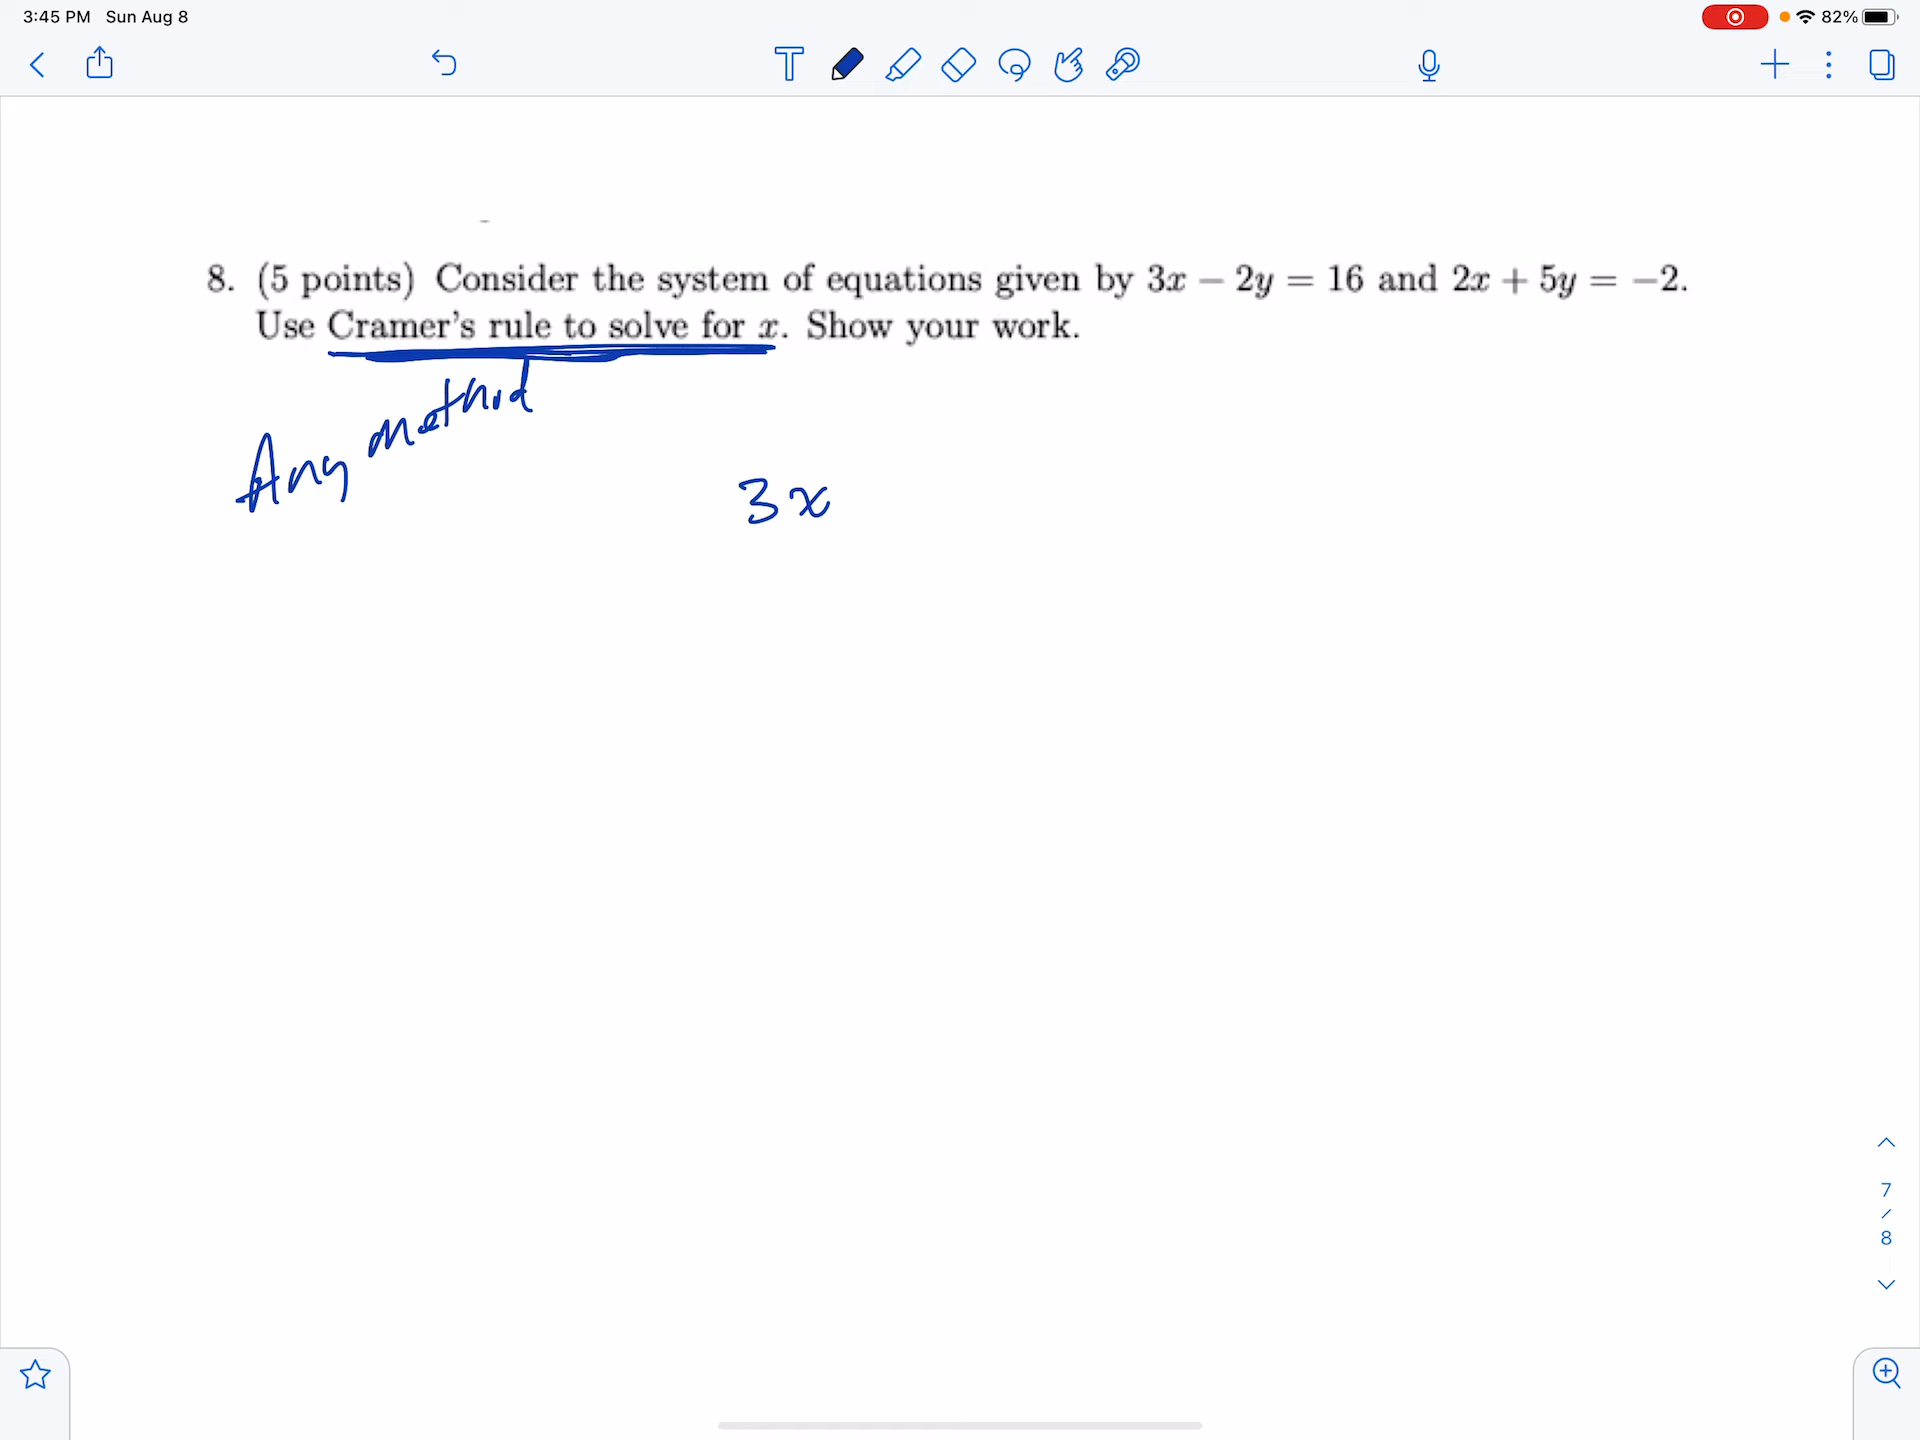 3:45 PM Sun Aug 8
82%
T
8. (5 points) Consider the system of equations given by 3x − 2y = 16 and 2x + 5y = −2.
Use Cramer's rule to solve for x. Show your work.
Any method
3x
7
/
8